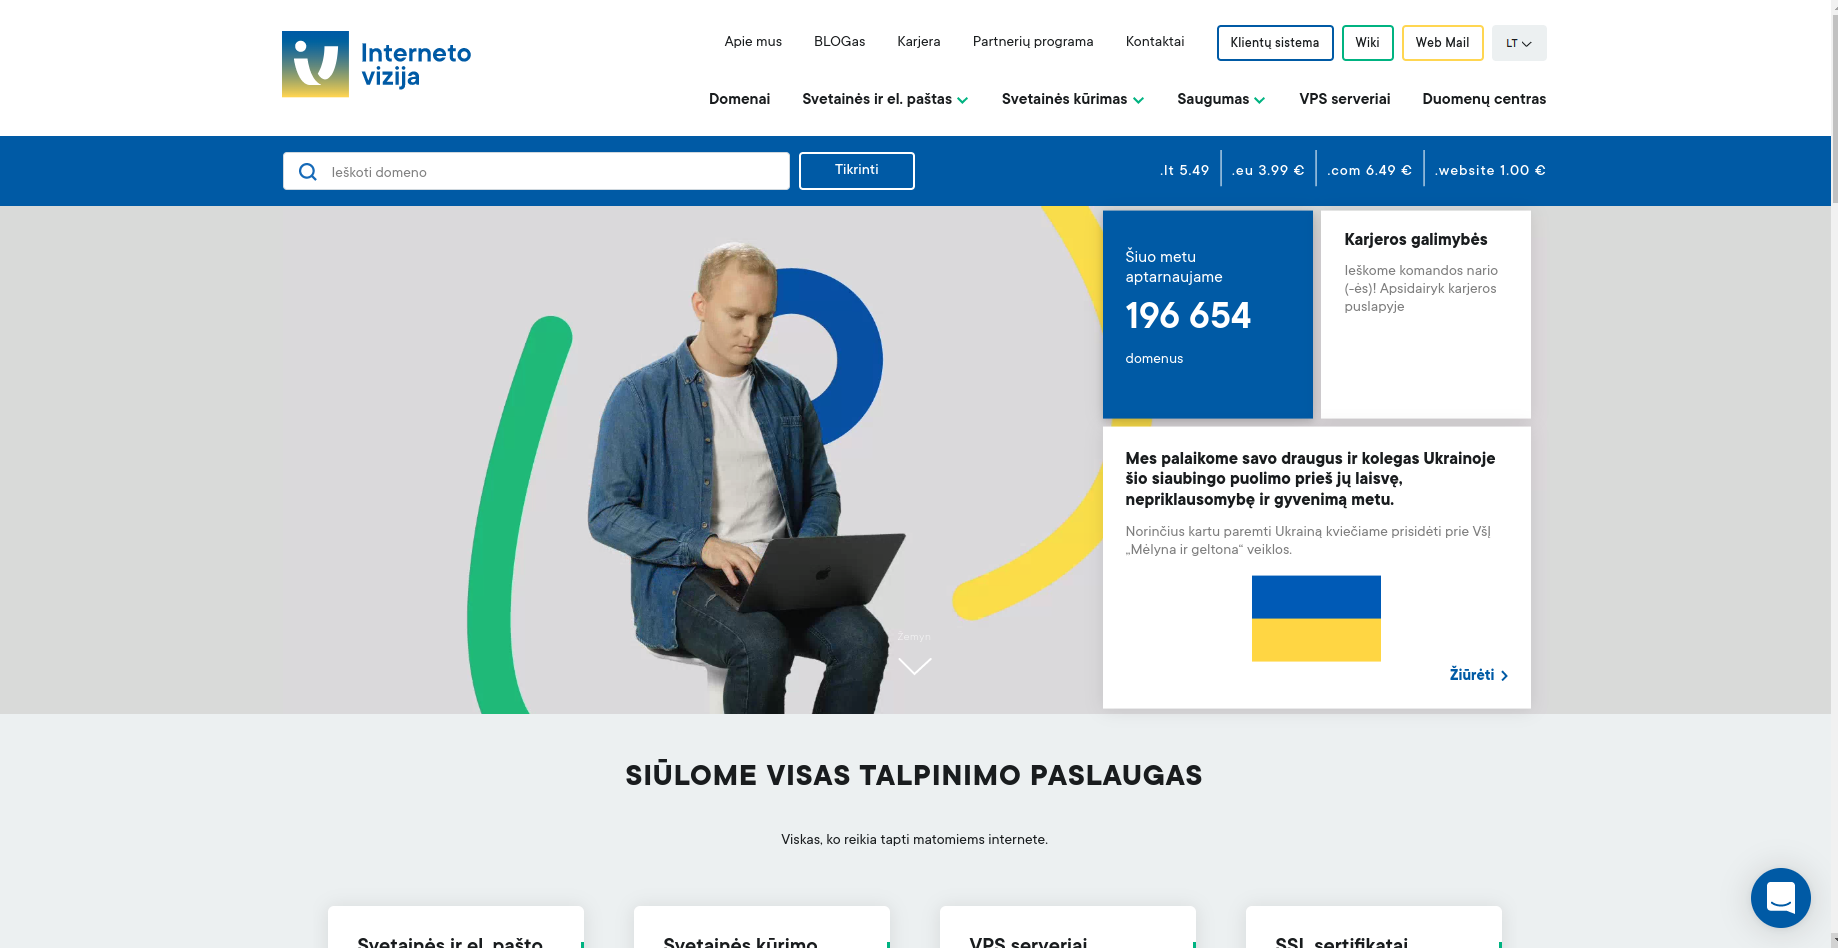 Interneto
vizija
Apie mus
BLOGas
Karjera
Partnerių programa
Kontaktai
Klientų sistema
Wiki
Web Mail
LT
Domenai
Svetainės ir el. paštas
Svetainės kūrimas
Saugumas
VPS serveriai
Duomenų centras
Ieškoti domeno
Tikrinti
.lt 5.49
.eu 3.99 €
.com 6.49 €
.website 1.00 €
Šiuo metu
aptarnaujame
196 654
domenus
Karjeros galimybės
Ieškome komandos nario
(-ės)! Apsidairyk karjeros
puslapyje
Mes palaikome savo draugus ir kolegas Ukrainoje
šio siaubingo puolimo prieš jų laisvę,
nepriklausomybę ir gyvenimą metu.
Norinčius kartu paremti Ukrainą kviečiame prisidėti prie VšĮ
„Mėlyna ir geltona“ veiklos.
Žiūrėti
Žemyn
SIŪLOME VISAS TALPINIMO PASLAUGAS
Viskas, ko reikia tapti matomiems internete.
Svetainės ir el. pašto
Svetainės kūrimo
VPS serveriai
SSL sertifikatai